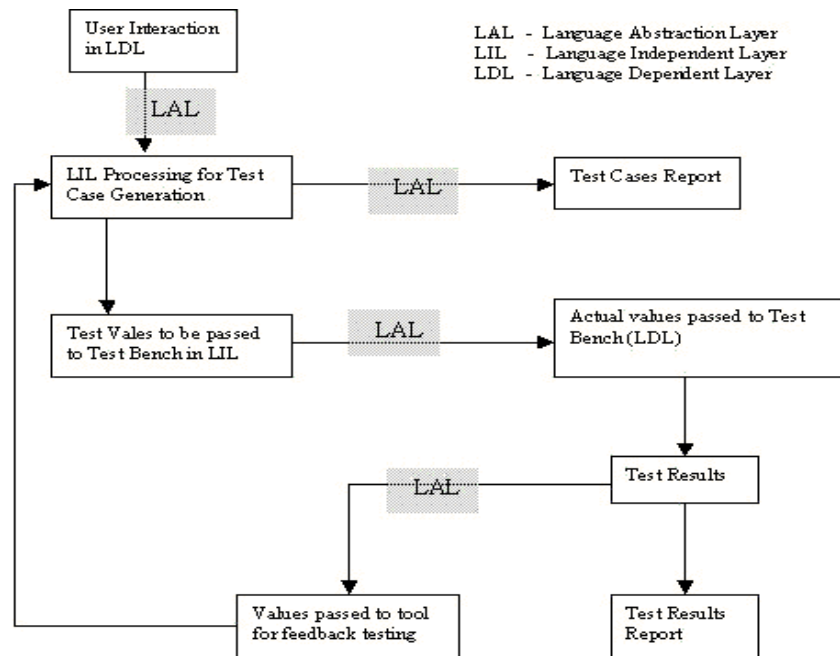 User Interaction
in LDL
LAL - Language Abstraction Layer
LIL - Language Independent Layer
LDL - Language Dependent Layer
LAL
LIL Processing for Test
Case Generation
LAL
Test Cases Report
Test Vales to be passed
to Test Bench in LIL
LAL
Actual values passed to Test
Bench (LDL)
LAL
Test Results
Values passed to tool
for feedback testing
Test Results
Report